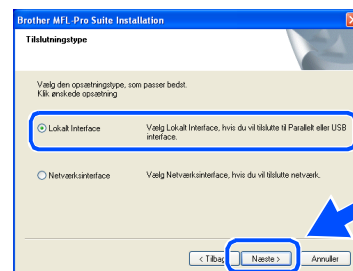 Brother MFL-Pro Suite Installation
Tilslutningstype
Vælg den opsætningstype, som passer bedst.
Klik ønskede opsætning
Lokalt Interface
Vælg Lokalt Interface, hvis du vil tilslutte til Parallelt eller USB
interface.
Netværksinterface
Vælg Netværksinterface, hvis du vil tilslutte netværk.
< Tilbag
Næste >
Annuller